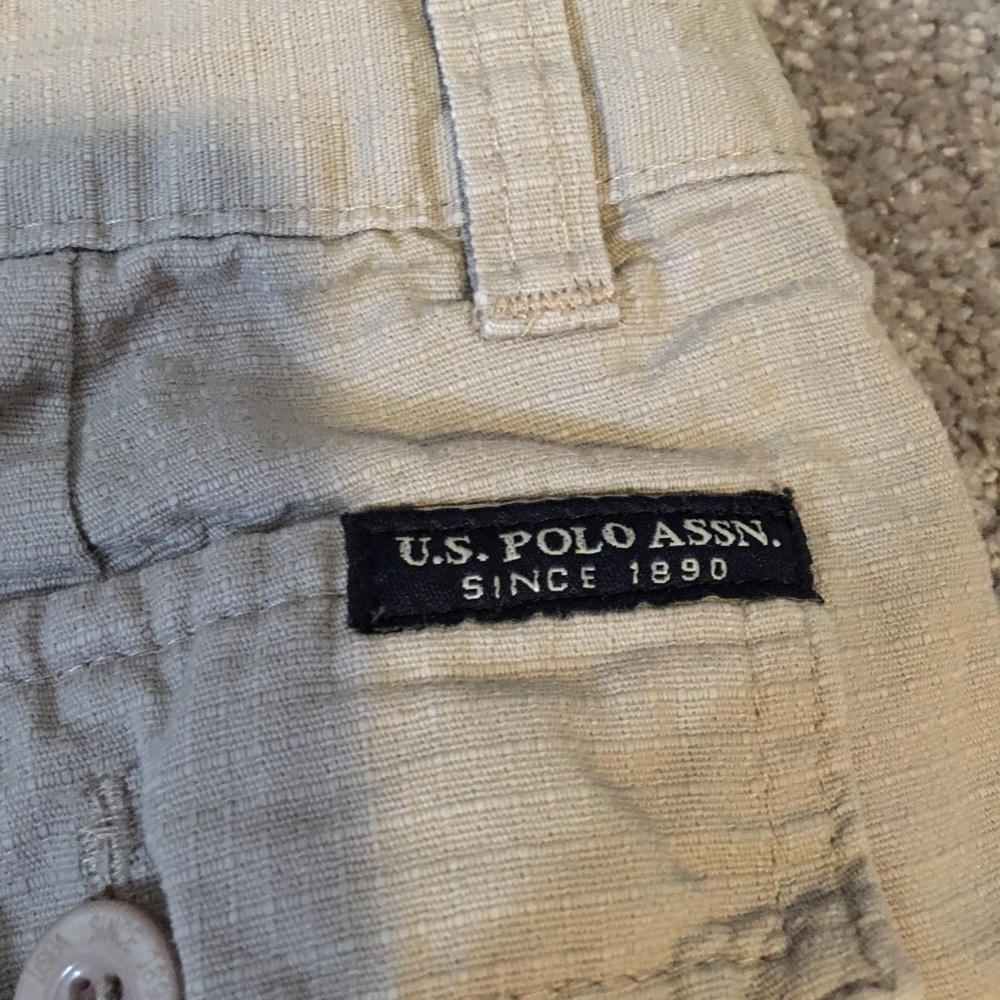 U.S. POLO ASSN.
SINCE 1890